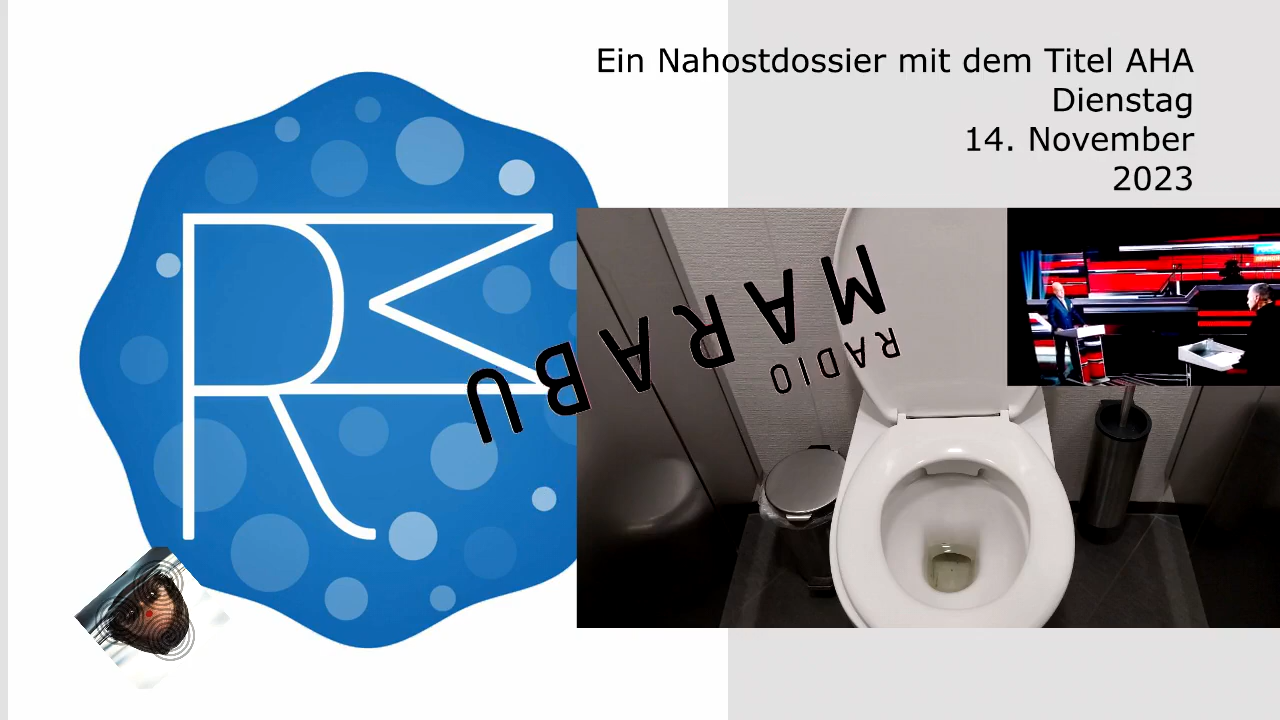 Ein Nahostdossier mit dem Titel AHA
Dienstag
14. November
2023
RADIO
MARABU